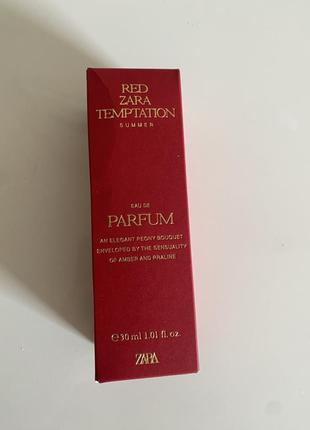 RED
ZARA
TEMPTATION
SUMMER
EAU DE
PARFUM
AN ELEGANT PEONY BOUQUET
ENVELOPED BY THE SENSUALITY
OF AMBER AND PRALINE
℮30 ml 1.01 fl. oz.
ZARA